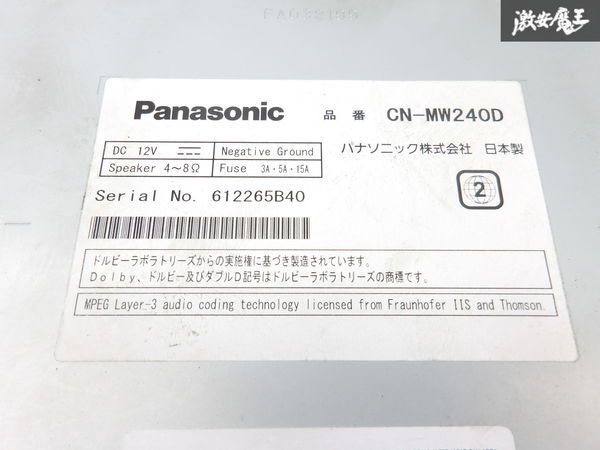 激安魔王
FA032195
Panasonic 品番 CN-MW240D
DC 12V Negative Ground
Speaker 4～8Ω Fuse 3A・5A・15A
パナソニック株式会社 日本製
Serial No. 612265B40
2
ドルビーラボラトリーズからの実施権に基づき製造されています。
Dolby、ドルビー及びダブルD記号はドルビーラボラトリーズの商標です。
MPEG Layer-3 audio coding technology licensed from Fraunhofer IIS and Thomson.